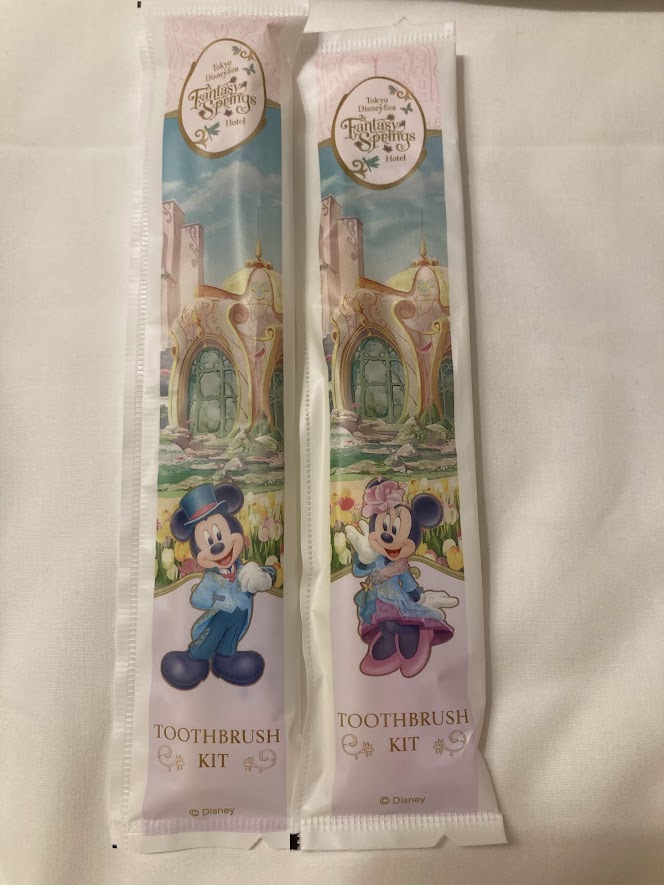 Tokyo
DisneySea
Fantasy
Springs
Hotel
TOOTHBRUSH
KIT
© Disney
Tokyo
DisneySea
Fantasy
Springs
Hotel
TOOTHBRUSH
KIT
© Disney